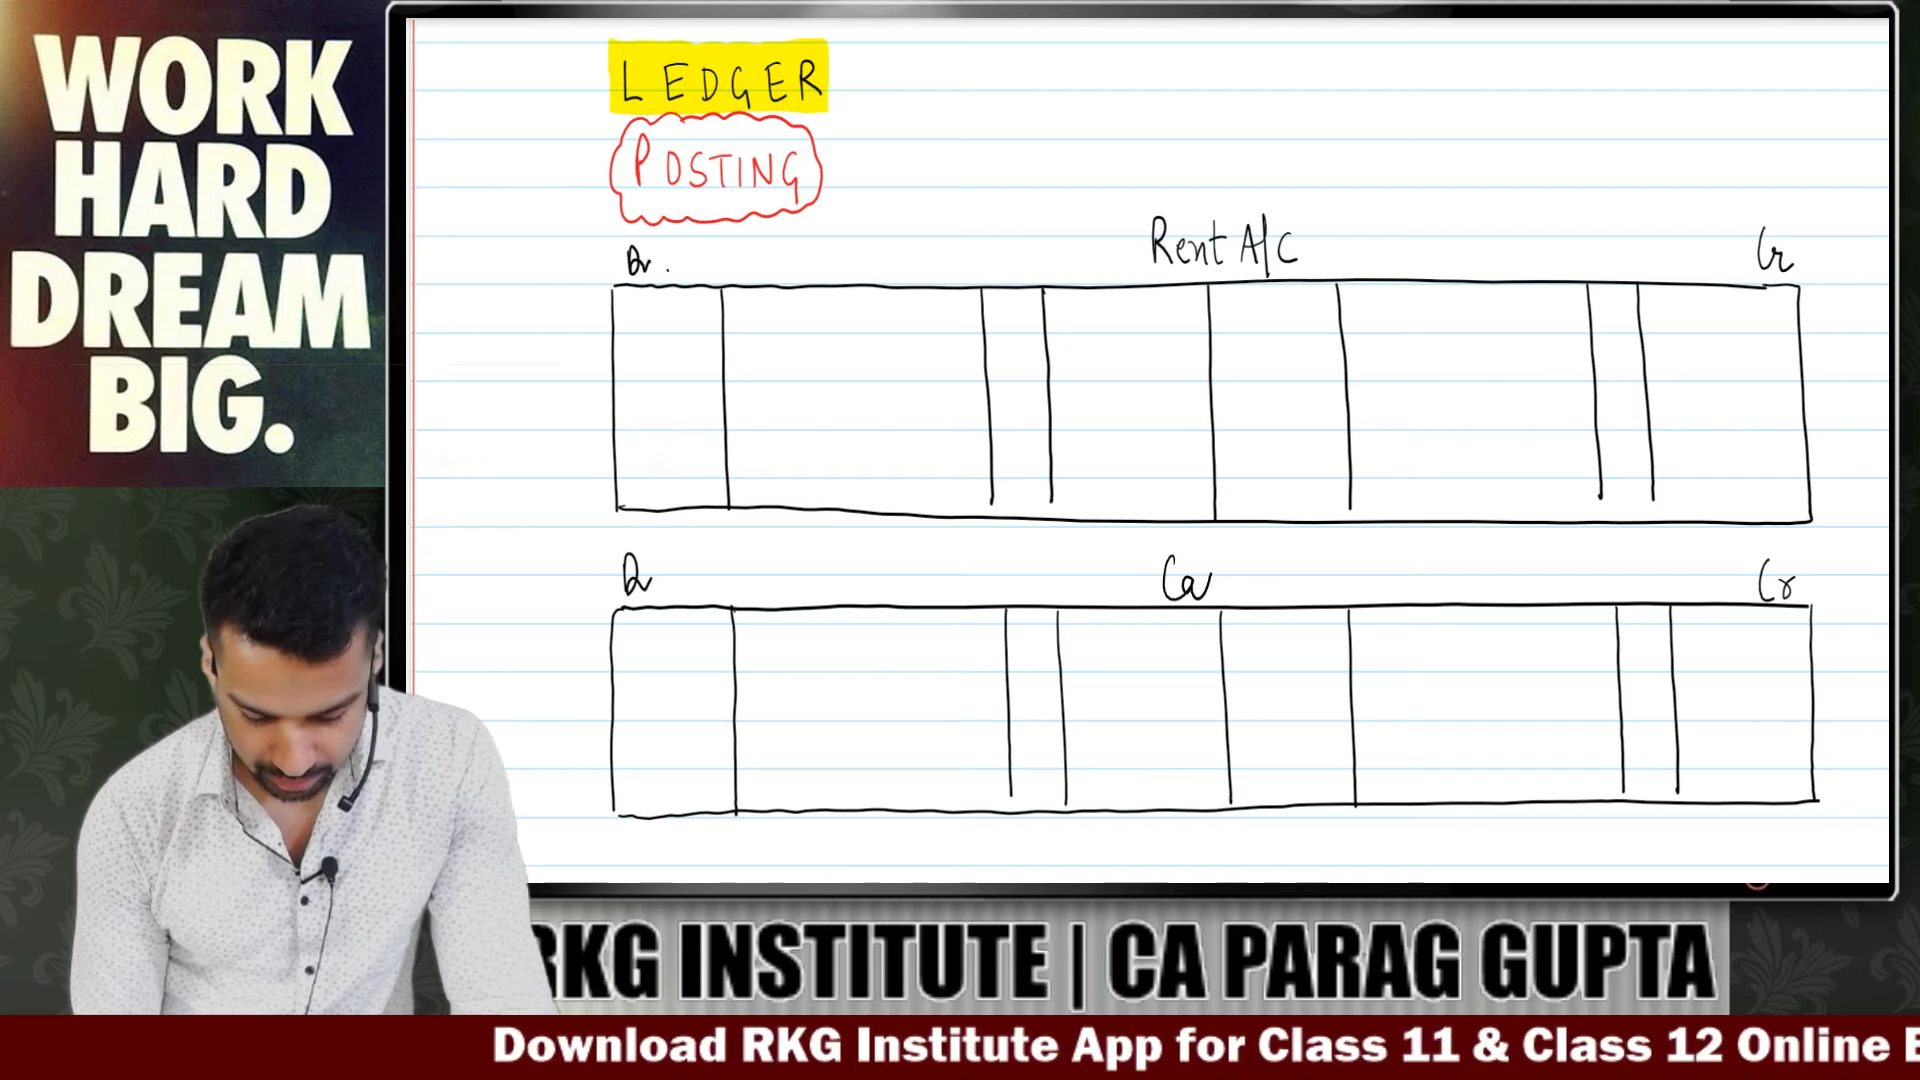 WORK
HARD
DREAM
BIG.
LEDGER
POSTING
Dr. Rent A/C Cr
Dr Ca Cr
RKG INSTITUTE | CA PARAG GUPTA
Download RKG Institute App for Class 11 & Class 12 Online